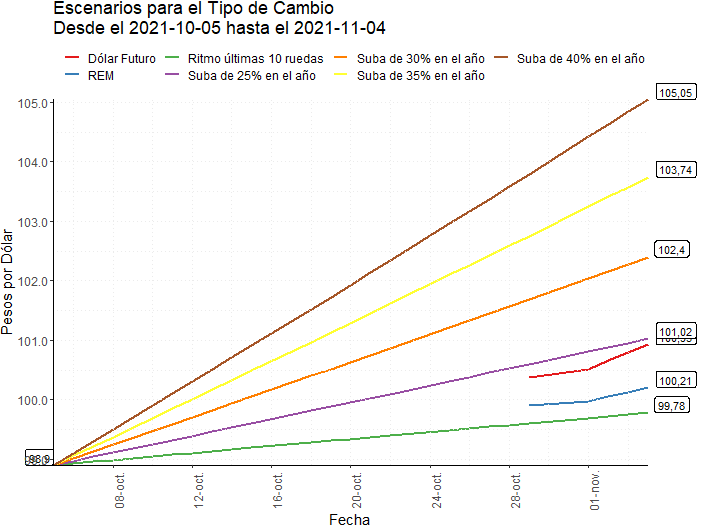 Escenarios para el Tipo de Cambio
Desde el 2021-10-05 hasta el 2021-11-04
Dólar Futuro
Ritmo últimas 10 ruedas
Suba de 30% en el año
Suba de 40% en el año
REM
Suba de 25% en el año
Suba de 35% en el año
105.0
104.0
103.0
102.0
101.0
100.0
Pesos por Dólar
105,05
103,74
102,4
101,02
100,21
99,78
98,9
08-oct.
12-oct.
16-oct.
20-oct.
24-oct.
28-oct.
01-nov.
Fecha